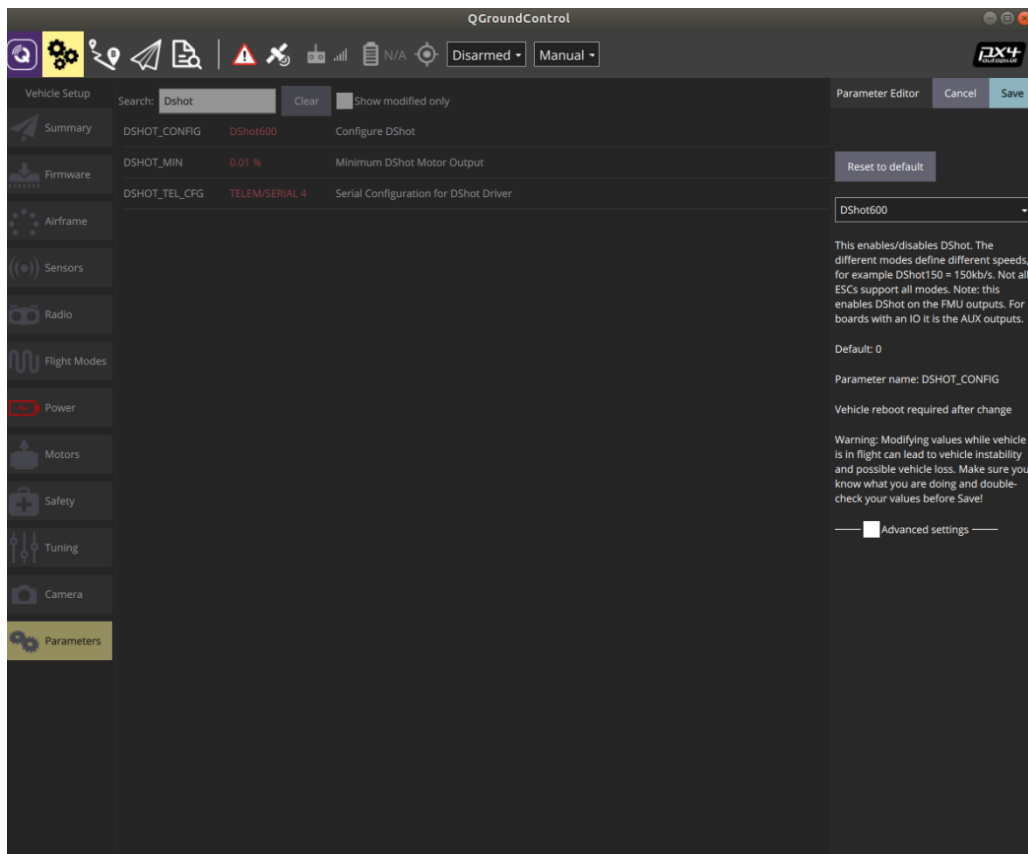 QGroundControl
N/A
Disarmed
Manual
px4
autopilot
Vehicle Setup
Summary
Firmware
Airframe
Sensors
Radio
Flight Modes
Power
Motors
Safety
Tuning
Camera
Parameters
Search: Dshot Clear Show modified only
DSHOT_CONFIG DShot600 Configure DShot
DSHOT_MIN 0.01 % Minimum DShot Motor Output
DSHOT_TEL_CFG TELEM/SERIAL 4 Serial Configuration for DShot Driver
Parameter Editor Cancel Save
Reset to default
DShot600
This enables/disables DShot. The
different modes define different speeds,
for example DShot150 = 150kb/s. Not all
ESCs support all modes. Note: this
enables DShot on the FMU outputs. For
boards with an IO it is the AUX outputs.
Default: 0
Parameter name: DSHOT_CONFIG
Vehicle reboot required after change
Warning: Modifying values while vehicle
is in flight can lead to vehicle instability
and possible vehicle loss. Make sure you
know what you are doing and double-
check your values before Save!
Advanced settings